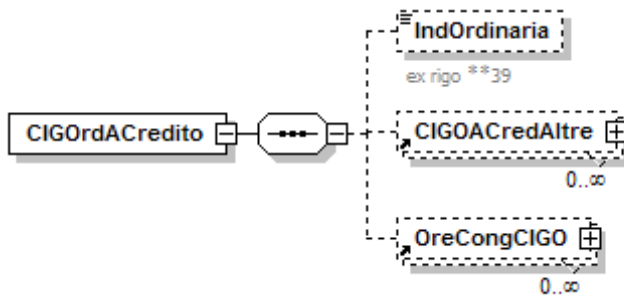 IndOrdinaria
ex rigo **39
CIGOrdACredito
CIGOACredAltre
0..∞
OreCongCIGO
0..∞